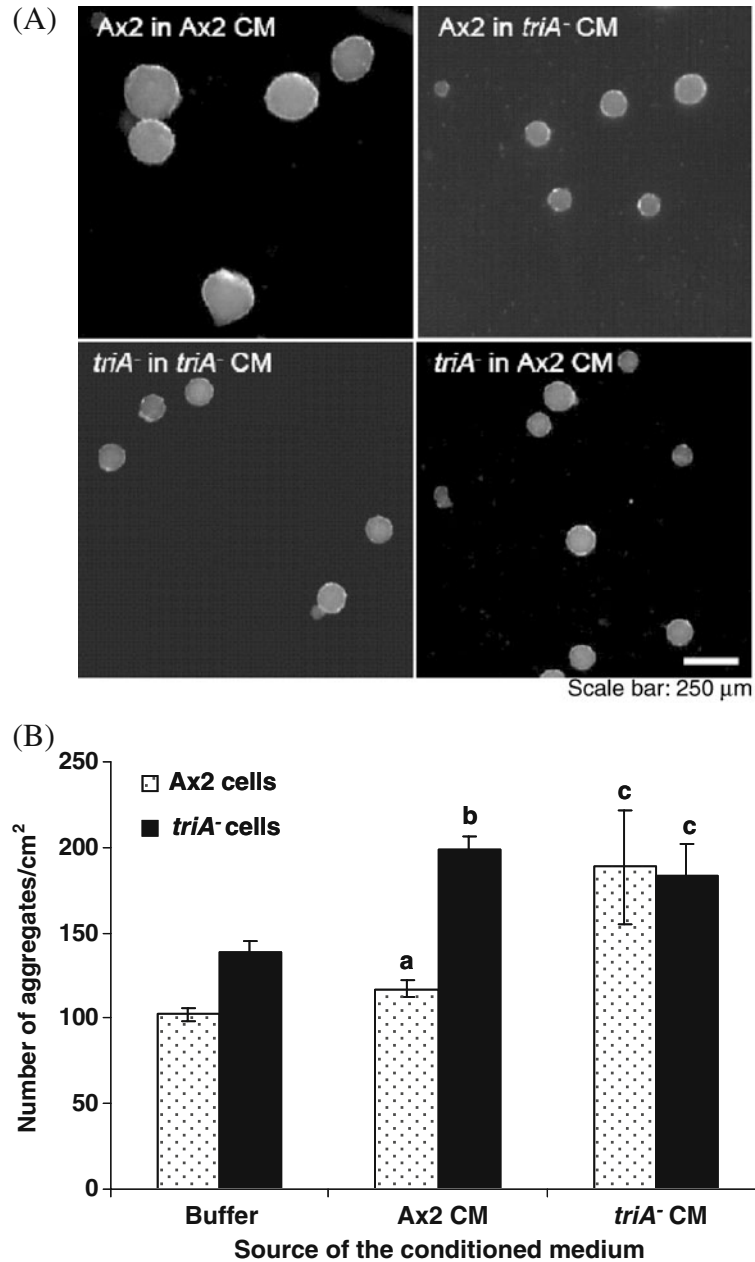 (A)
Ax2 in Ax2 CM
Ax2 in triA- CM
triA- in triA- CM
triA- in Ax2 CM
Scale bar: 250 μm
(B)
250
200
150
100
50
0
Number of aggregates/cm²
Ax2 cells
triA- cells
a
b
c
c
Buffer
Ax2 CM
triA- CM
Source of the conditioned medium